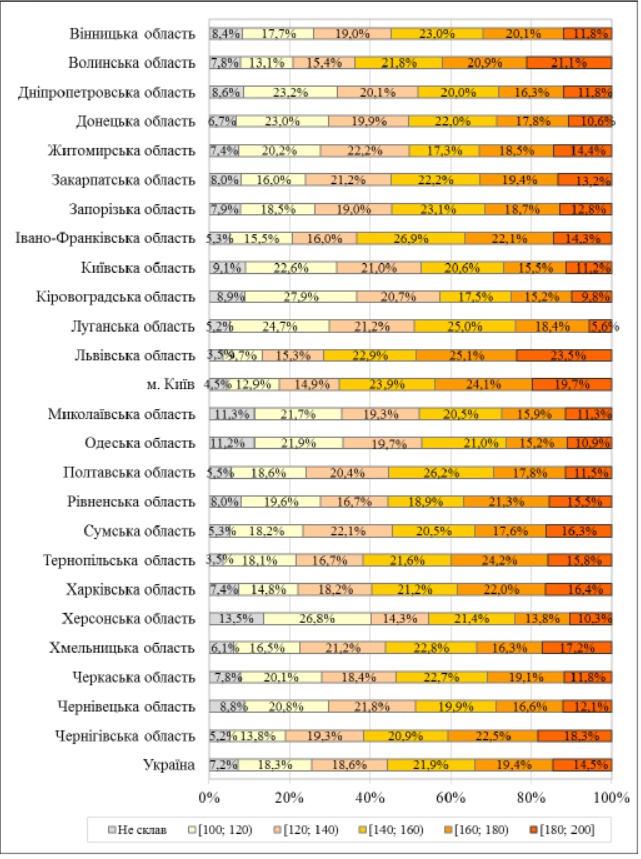 Вінницька область 8,4% 17,7% 19,0% 23,0% 20,1% 11,8%
Волинська область 7,8% 13,1% 15,4% 21,8% 20,9% 21,1%
Дніпропетровська область 8,6% 23,2% 20,1% 20,0% 16,3% 11,8%
Донецька область 6,7% 23,0% 19,9% 22,0% 17,8% 10,6%
Житомирська область 7,4% 20,2% 22,2% 17,3% 18,5% 14,4%
Закарпатська область 8,0% 16,0% 21,2% 22,2% 19,4% 13,2%
Запорізька область 7,9% 18,5% 19,0% 23,1% 18,7% 12,8%
Івано-Франківська область 5,3% 15,5% 16,0% 26,9% 22,1% 14,3%
Київська область 9,1% 22,6% 21,0% 20,6% 15,5% 11,2%
Кіровоградська область 8,9% 27,9% 20,7% 17,5% 15,2% 9,8%
Луганська область 5,2% 24,7% 21,2% 25,0% 18,4% 5,6%
Львівська область 3,5% 9,7% 15,3% 22,9% 25,1% 23,5%
м. Київ 4,5% 12,9% 14,9% 23,9% 24,1% 19,7%
Миколаївська область 11,3% 21,7% 19,3% 20,5% 15,9% 11,3%
Одеська область 11,2% 21,9% 19,7% 21,0% 15,2% 10,9%
Полтавська область 5,5% 18,6% 20,4% 26,2% 17,8% 11,5%
Рівненська область 8,0% 19,6% 16,7% 18,9% 21,3% 15,5%
Сумська область 5,3% 18,2% 22,1% 20,5% 17,6% 16,3%
Тернопільська область 3,5% 18,1% 16,7% 21,6% 24,2% 15,8%
Харківська область 7,4% 14,8% 18,2% 21,2% 22,0% 16,4%
Херсонська область 13,5% 26,8% 14,3% 21,4% 13,8% 10,3%
Хмельницька область 6,1% 16,5% 21,2% 22,8% 16,3% 17,2%
Черкаська область 7,8% 20,1% 18,4% 22,7% 19,1% 11,8%
Чернівецька область 8,8% 20,8% 21,8% 19,9% 16,6% 12,1%
Чернігівська область 5,2% 13,8% 19,3% 20,9% 22,5% 18,3%
Україна 7,2% 18,3% 18,6% 21,9% 19,4% 14,5%
0% 20% 40% 60% 80% 100%
Не склав [100; 120) [120; 140) [140; 160) [160; 180) [180; 200]